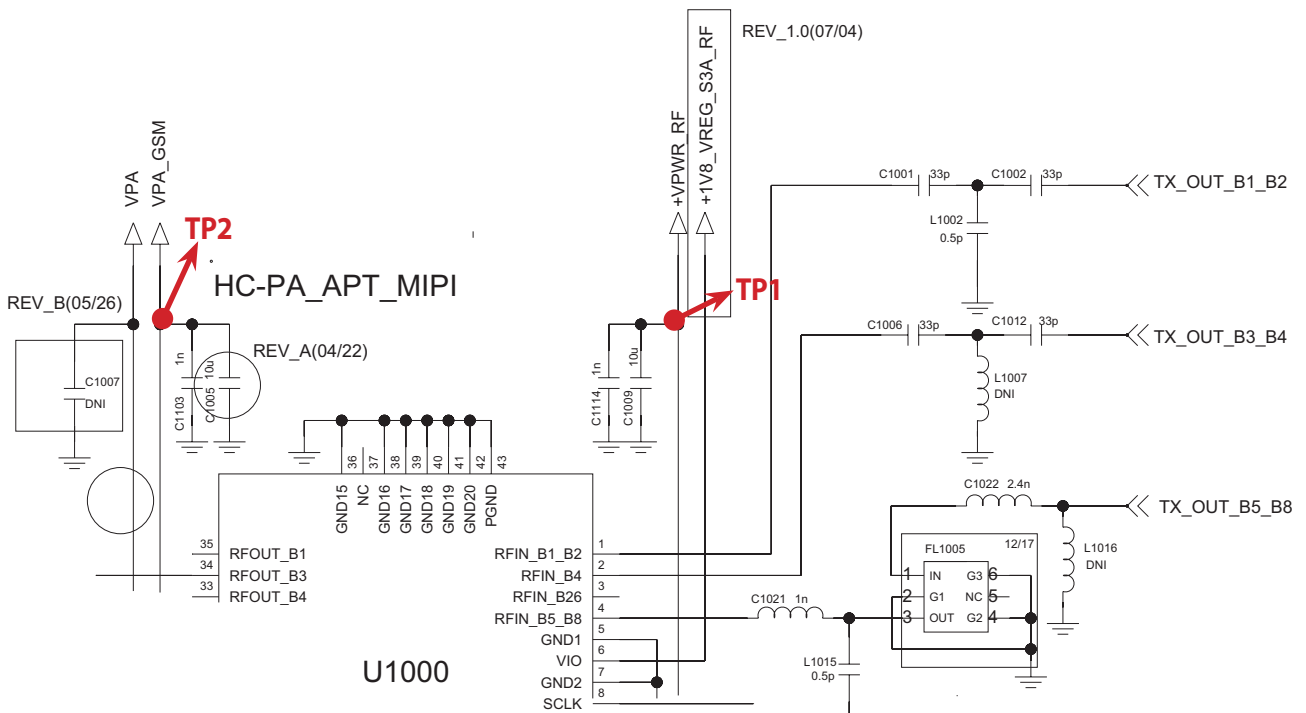 REV_1.0(07/04)
+VPWR_RF
+1V8_VREG_S3A_RF
VPA
VPA_GSM
TP2
TP1
HC-PA_APT_MIPI
REV_B(05/26)
REV_A(04/22)
C1007
DNI
1n
C1103
10u
C1005
1n
C1114
10u
C1009
C1001 33p
C1002 33p
TX_OUT_B1_B2
L1002
0.5p
C1006 33p
C1012 33p
TX_OUT_B3_B4
L1007
DNI
36
37
38
39
40
41
42
43
GND15
NC
GND16
GND17
GND18
GND19
GND20
PGND
35
RFOUT_B1
34
RFOUT_B3
33
RFOUT_B4
RFIN_B1_B2
1
RFIN_B4
2
RFIN_B26
3
RFIN_B5_B8
4
GND1
5
VIO
6
GND2
7
SCLK
8
U1000
C1022 2.4n
TX_OUT_B5_B8
L1016
DNI
12/17
FL1005
1 IN G3 6
2 G1 NC 5
3 OUT G2 4
C1021 1n
L1015
0.5p